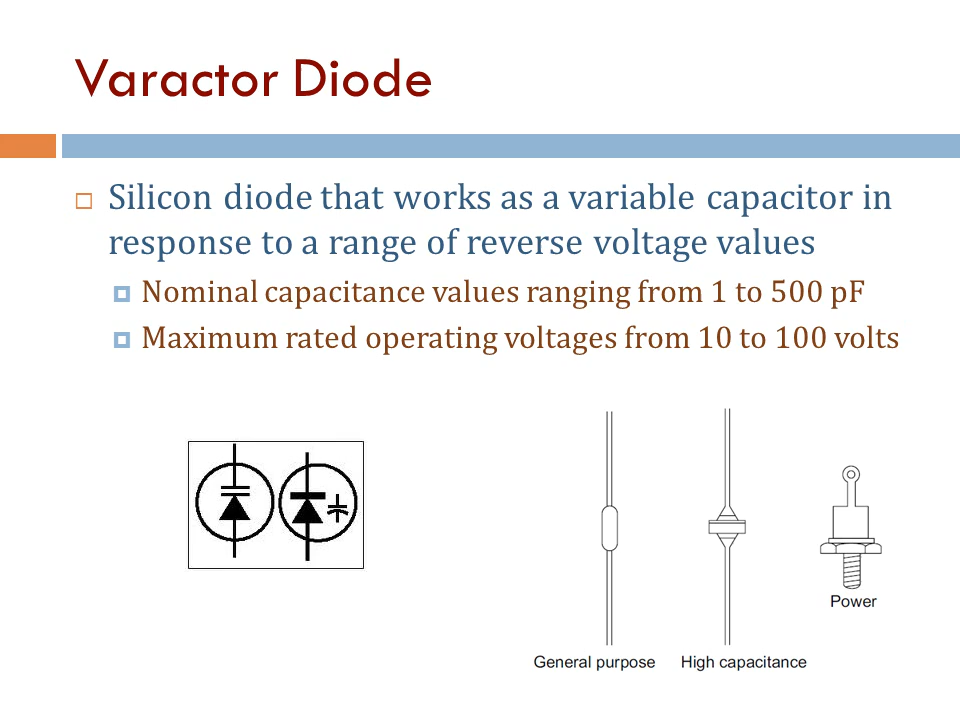 Varactor Diode
Silicon diode that works as a variable capacitor in
response to a range of reverse voltage values
Nominal capacitance values ranging from 1 to 500 pF
Maximum rated operating voltages from 10 to 100 volts
Power
General purpose
High capacitance